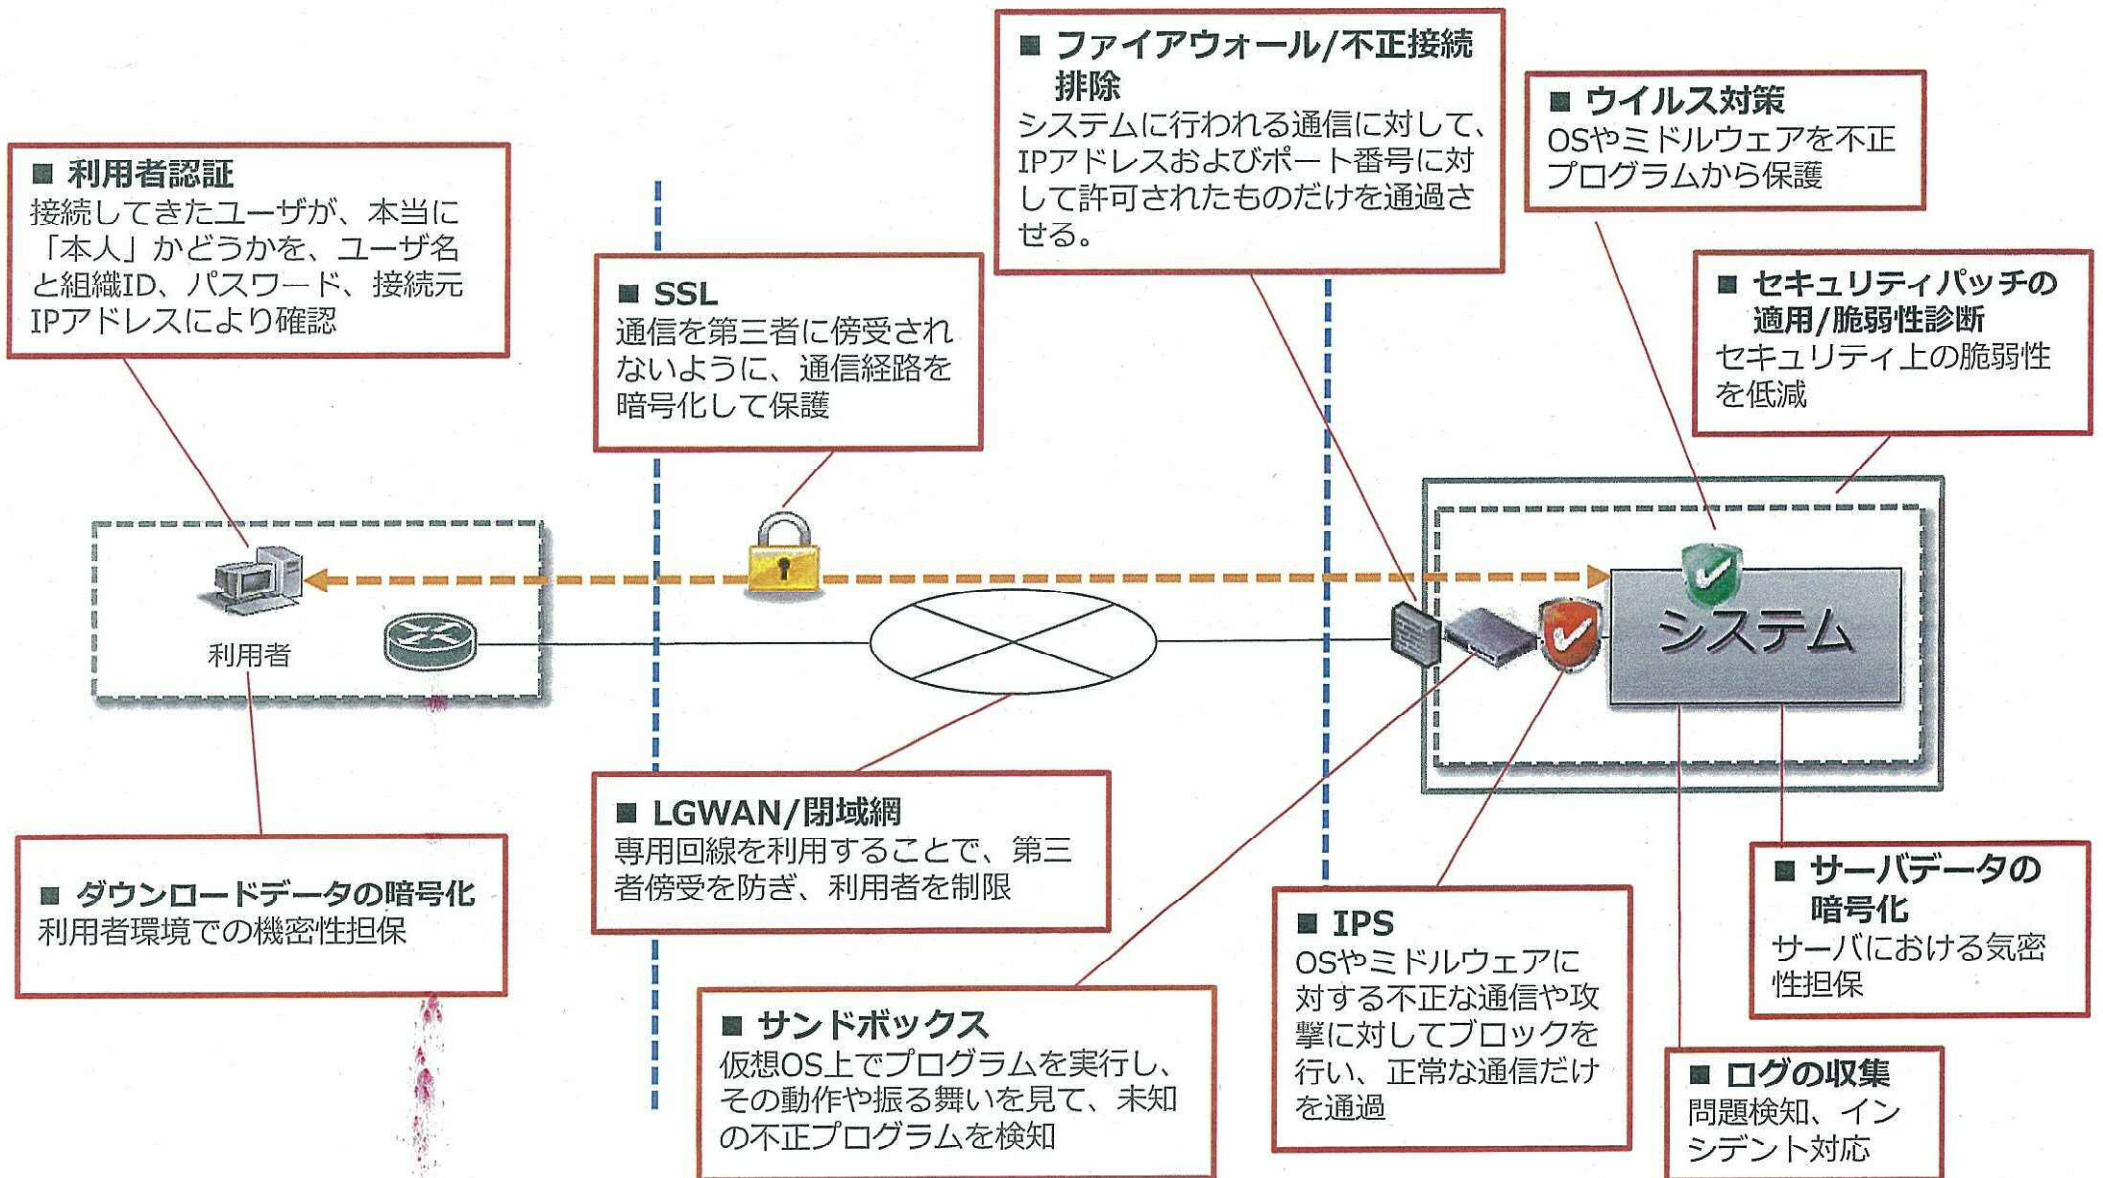 ■ ファイアウォール/不正接続
排除
システムに行われる通信に対して、
IPアドレスおよびポート番号に対
して許可されたものだけを通過さ
せる。
■ ウイルス対策
OSやミドルウェアを不正
プログラムから保護
■ 利用者認証
接続してきたユーザが、本当に
「本人」かどうかを、ユーザ名
と組織ID、パスワード、接続元
IPアドレスにより確認
■ SSL
通信を第三者に傍受され
ないように、通信経路を
暗号化して保護
■ セキュリティパッチの
適用/脆弱性診断
セキュリティ上の脆弱性
を低減
利用者
システム
■ LGWAN/閉域網
専用回線を利用することで、第三
者傍受を防ぎ、利用者を制限
■ ダウンロードデータの暗号化
利用者環境での機密性担保
■ サンドボックス
仮想OS上でプログラムを実行し、
その動作や振る舞いを見て、未知
の不正プログラムを検知
■ IPS
OSやミドルウェアに
対する不正な通信や攻
撃に対してブロックを
行い、正常な通信だけ
を通過
■ サーバデータの
暗号化
サーバにおける気密
性担保
■ ログの収集
問題検知、イン
シデント対応